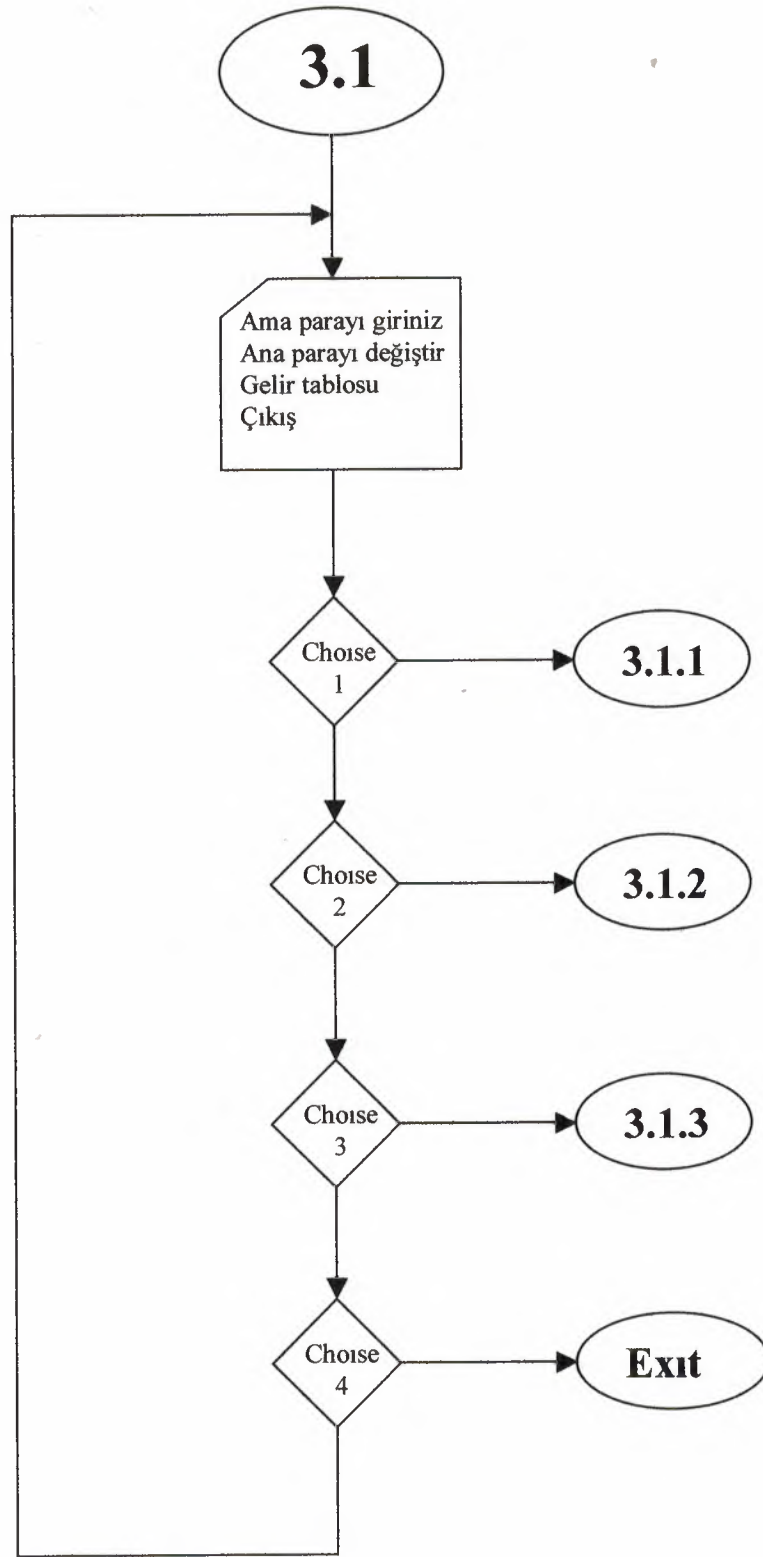 3.1
Ama parayı giriniz
Ana parayı değiştir
Gelir tablosu
Çıkış
Choıse
1
3.1.1
Choıse
2
3.1.2
Choıse
3
3.1.3
Choıse
4
Exıt